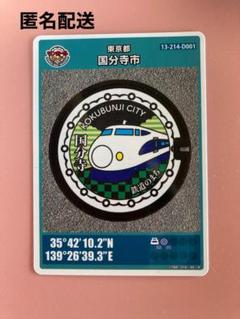 匿名配送
東京都
国分寺市
13-214-D001
KOKUBUNJI CITY
国分寺
鉄道のまち
35°42'10.2"N
139°26'39.3"E